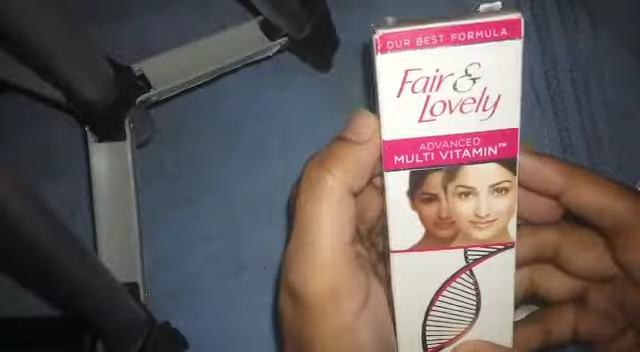 OUR BEST FORMULA
Fair &
Lovely
ADVANCED
MULTI VITAMIN™